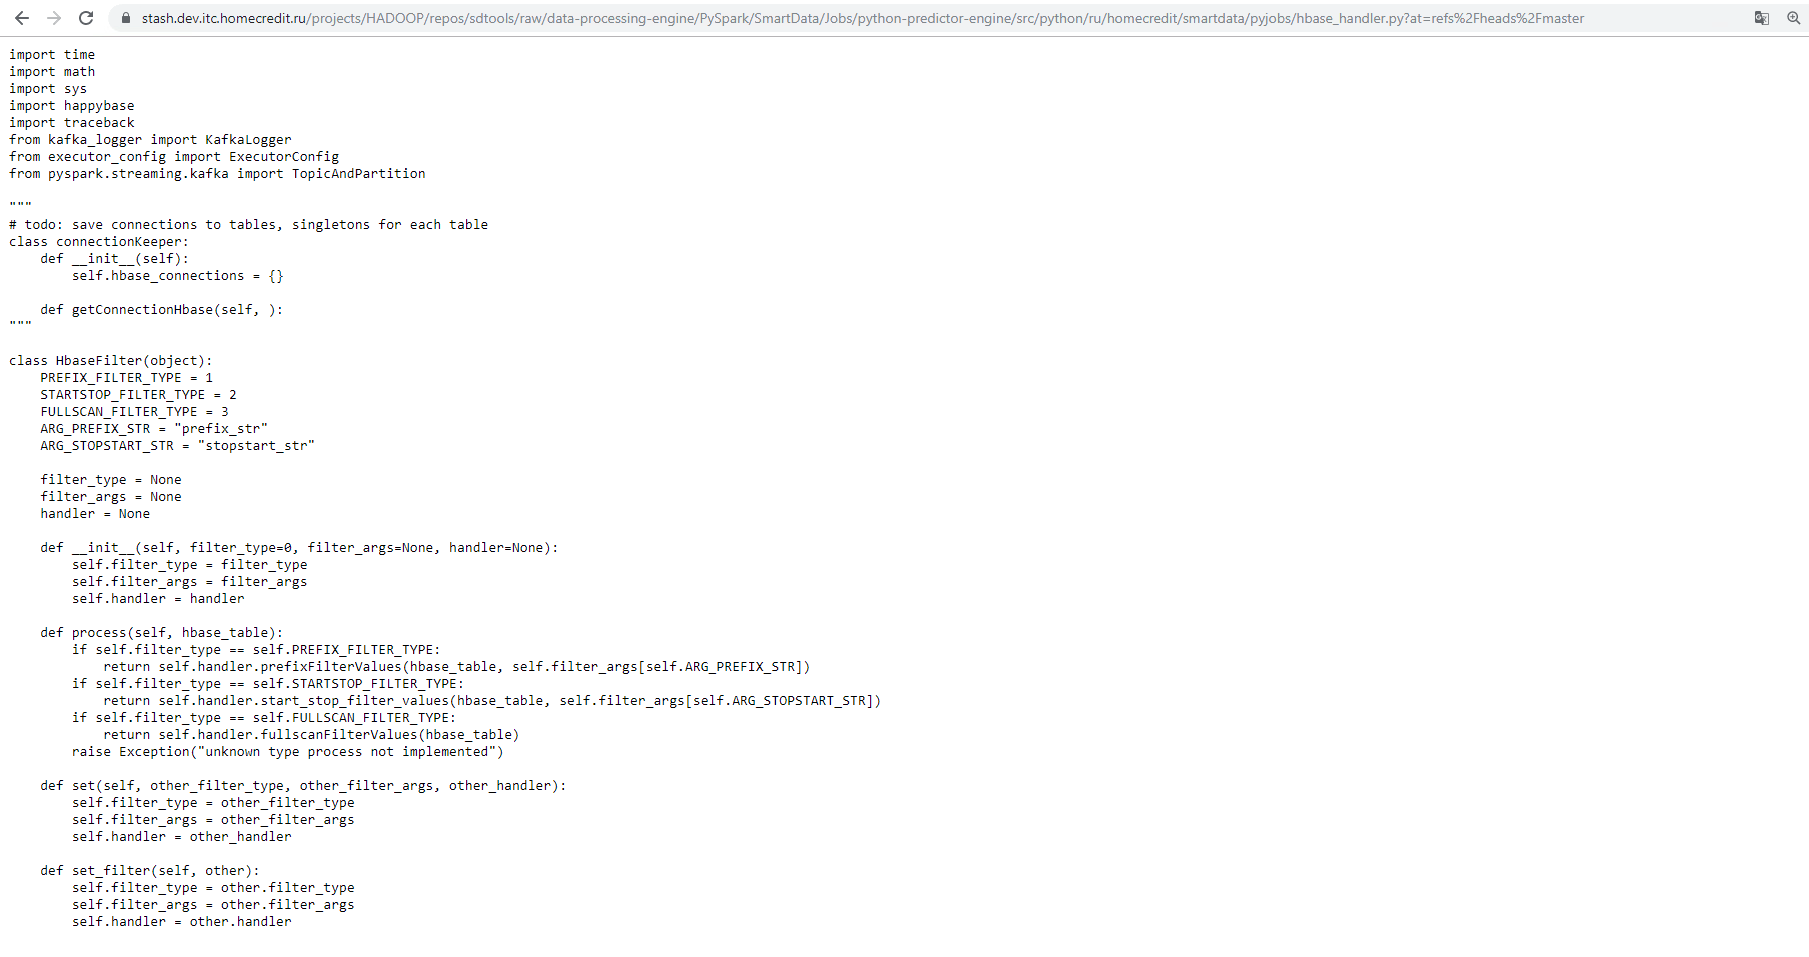 stash.dev.itc.homecredit.ru/projects/HADOOP/repos/sdtools/raw/data-processing-engine/PySpark/SmartData/Jobs/python-predictor-engine/src/python/ru/homecredit/smartdata/pyjobs/hbase_handler.py?at=refs%2Fheads%2Fmaster
import time
import math
import sys
import happybase
import traceback
from kafka_logger import KafkaLogger
from executor_config import ExecutorConfig
from pyspark.streaming.kafka import TopicAndPartition

"""
# todo: save connections to tables, singletons for each table
class connectionKeeper:
    def __init__(self):
        self.hbase_connections = {}

    def getConnectionHbase(self, ):
"""

class HbaseFilter(object):
    PREFIX_FILTER_TYPE = 1
    STARTSTOP_FILTER_TYPE = 2
    FULLSCAN_FILTER_TYPE = 3
    ARG_PREFIX_STR = "prefix_str"
    ARG_STOPSTART_STR = "stopstart_str"

    filter_type = None
    filter_args = None
    handler = None

    def __init__(self, filter_type=0, filter_args=None, handler=None):
        self.filter_type = filter_type
        self.filter_args = filter_args
        self.handler = handler

    def process(self, hbase_table):
        if self.filter_type == self.PREFIX_FILTER_TYPE:
            return self.handler.prefixFilterValues(hbase_table, self.filter_args[self.ARG_PREFIX_STR])
        if self.filter_type == self.STARTSTOP_FILTER_TYPE:
            return self.handler.start_stop_filter_values(hbase_table, self.filter_args[self.ARG_STOPSTART_STR])
        if self.filter_type == self.FULLSCAN_FILTER_TYPE:
            return self.handler.fullscanFilterValues(hbase_table)
        raise Exception("unknown type process not implemented")

    def set(self, other_filter_type, other_filter_args, other_handler):
        self.filter_type = other_filter_type
        self.filter_args = other_filter_args
        self.handler = other_handler

    def set_filter(self, other):
        self.filter_type = other.filter_type
        self.filter_args = other.filter_args
        self.handler = other.handler